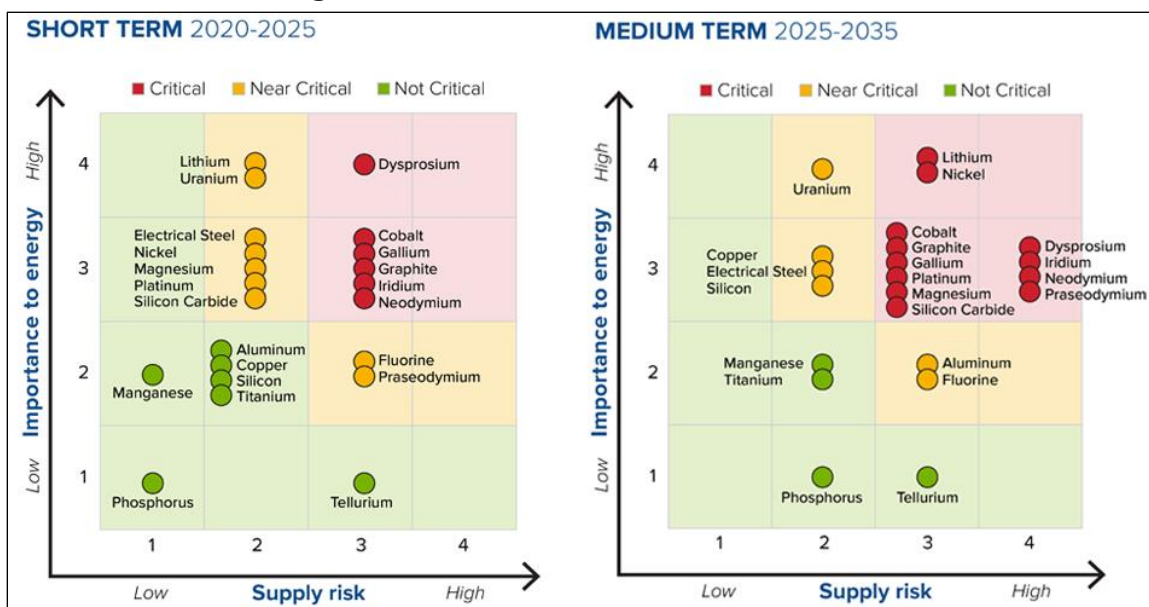 SHORT TERM 2020-2025
Critical
Near Critical
Not Critical
High
Importance to energy
Low
4
3
2
1
Lithium
Uranium
Dysprosium
Electrical Steel
Nickel
Magnesium
Platinum
Silicon Carbide
Cobalt
Gallium
Graphite
Iridium
Neodymium
Manganese
Aluminum
Copper
Silicon
Titanium
Fluorine
Praseodymium
Phosphorus
Tellurium
1 2 3 4
Low Supply risk High
MEDIUM TERM 2025-2035
Critical
Near Critical
Not Critical
High
Importance to energy
Low
4
3
2
1
Uranium
Lithium
Nickel
Copper
Electrical Steel
Silicon
Cobalt
Graphite
Gallium
Platinum
Magnesium
Silicon Carbide
Dysprosium
Iridium
Neodymium
Praseodymium
Manganese
Titanium
Aluminum
Fluorine
Phosphorus
Tellurium
1 2 3 4
Low Supply risk High